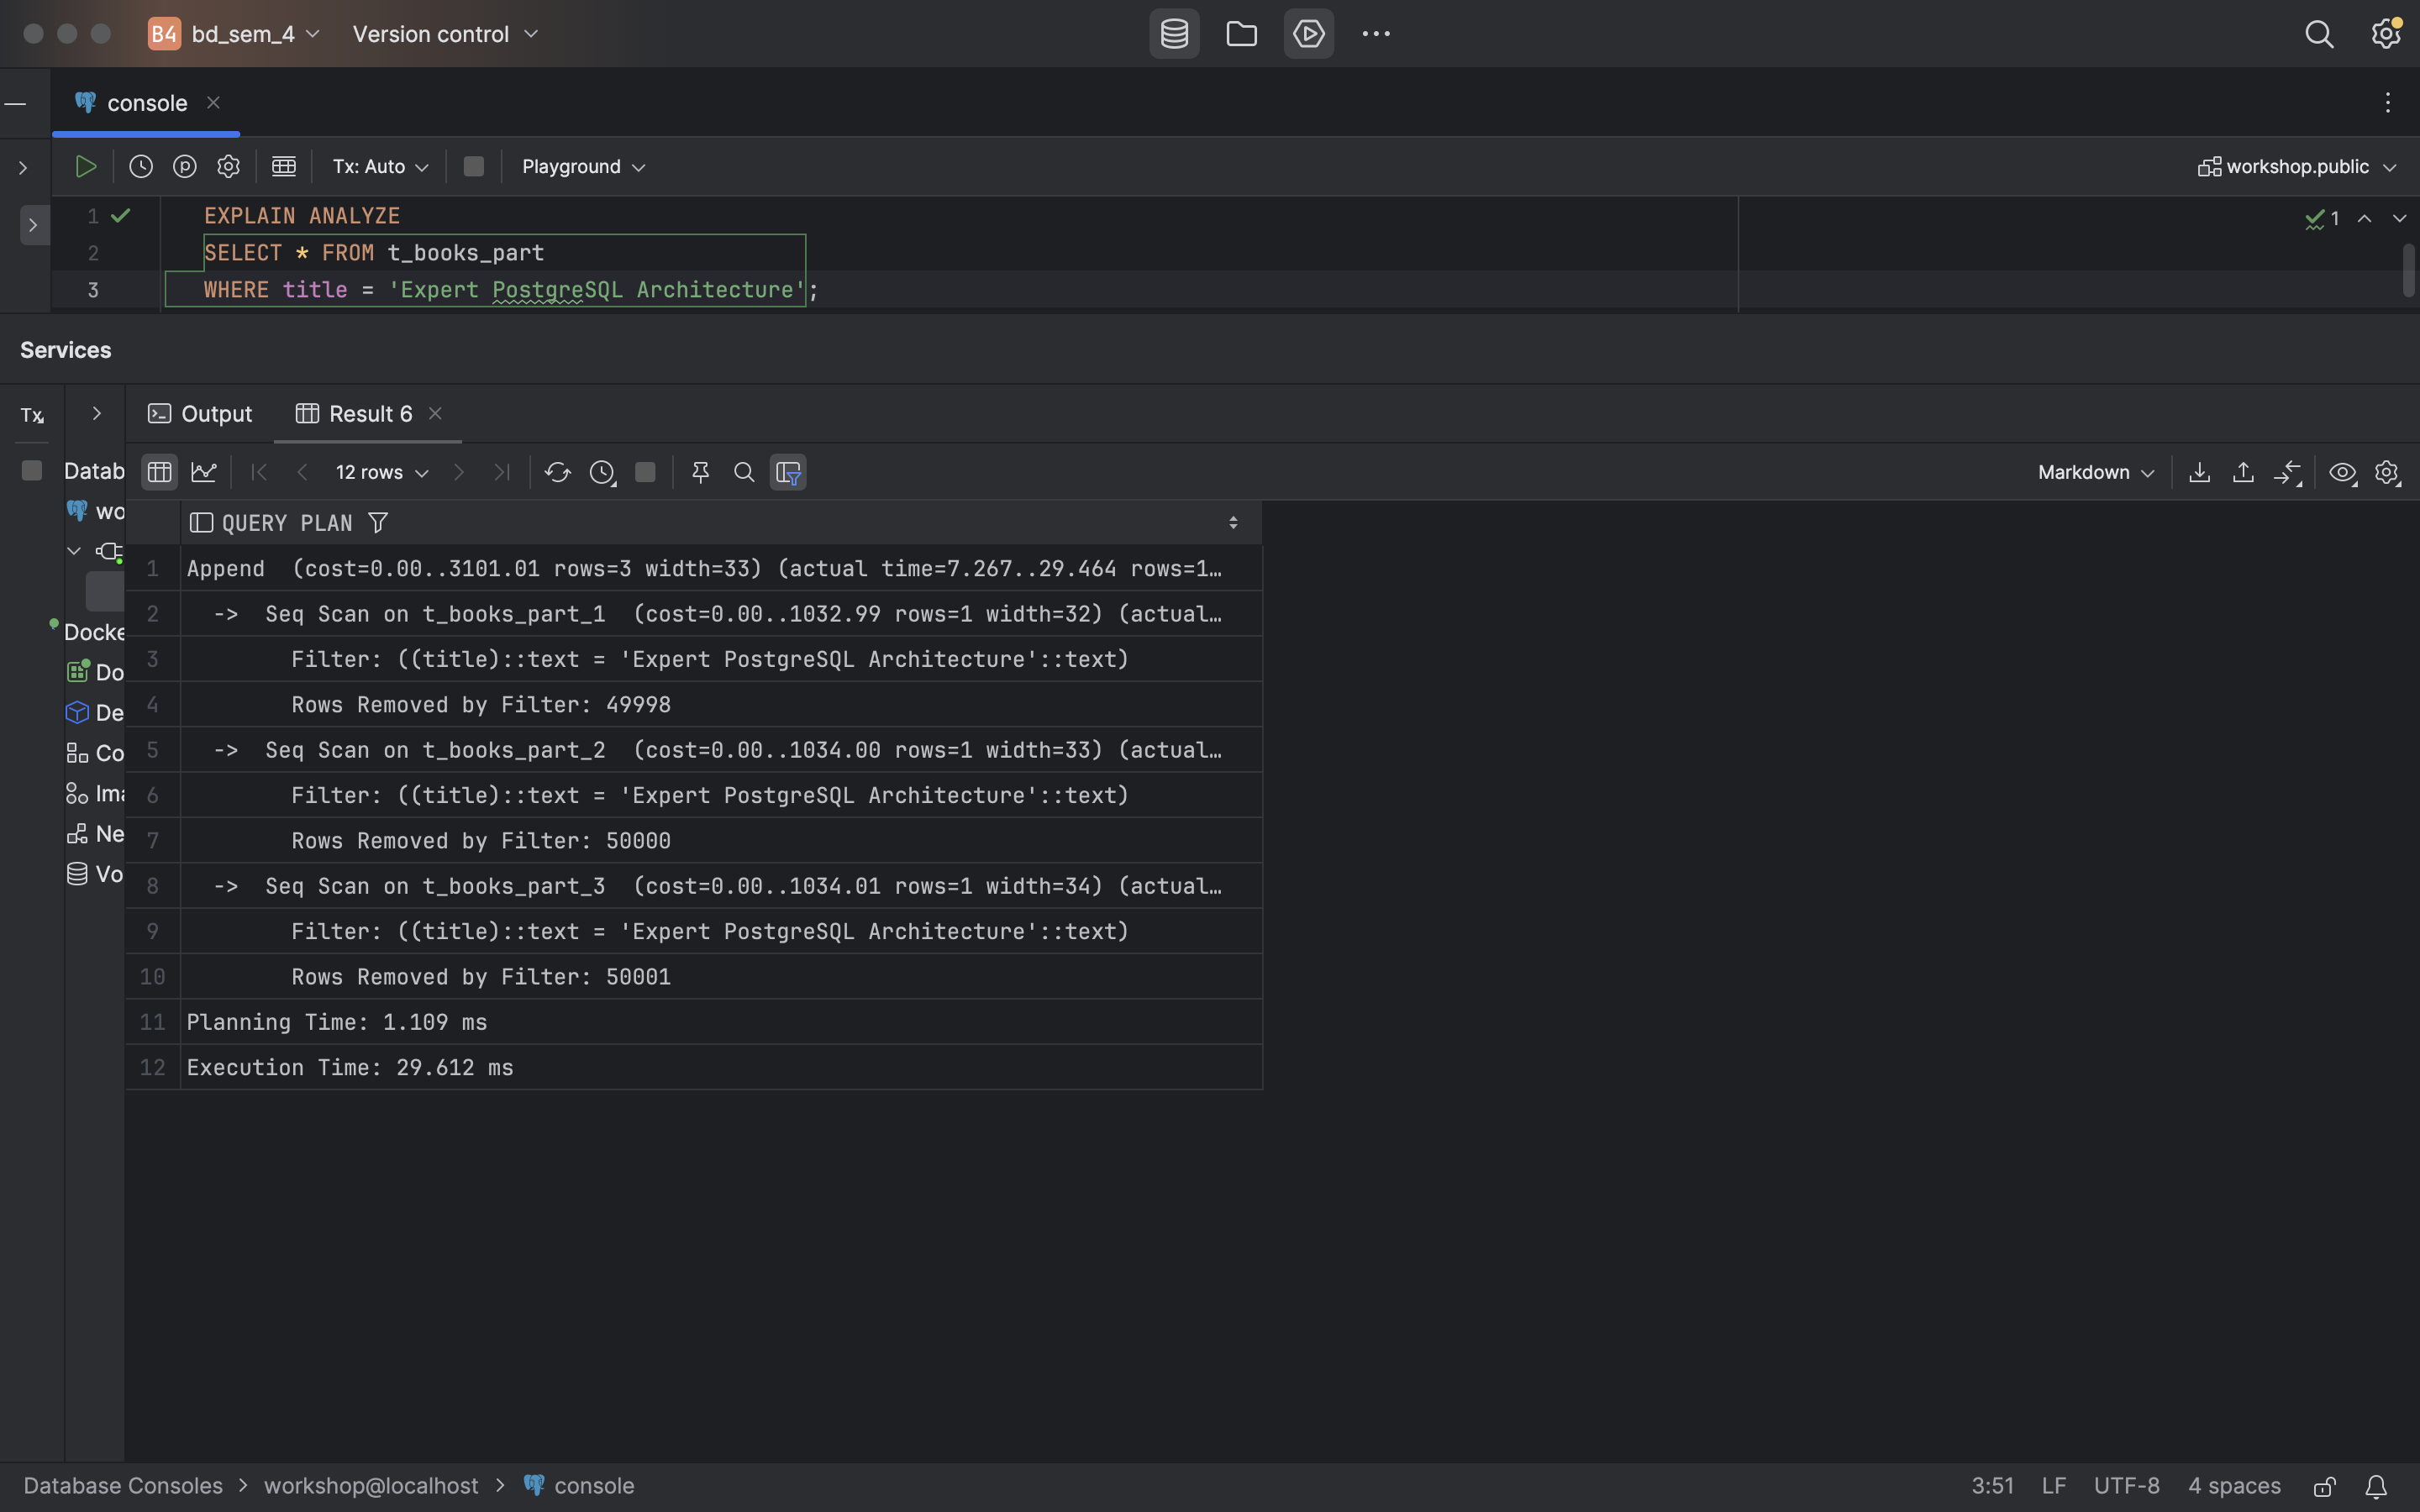 B4 bd_sem_4 Version control
console
Tx: Auto Playground workshop.public
1 EXPLAIN ANALYZE 1
2 SELECT * FROM t_books_part
3 WHERE title = 'Expert PostgreSQL Architecture';
Services
Tx Output Result 6
Datab 12 rows Markdown
wo
QUERY PLAN
1 Append (cost=0.00..3101.01 rows=3 width=33) (actual time=7.267..29.464 rows=1…
2 -> Seq Scan on t_books_part_1 (cost=0.00..1032.99 rows=1 width=32) (actual…
Docke
3 Filter: ((title)::text = 'Expert PostgreSQL Architecture'::text)
Do
4 Rows Removed by Filter: 49998
De
5 -> Seq Scan on t_books_part_2 (cost=0.00..1034.00 rows=1 width=33) (actual…
Co
6 Filter: ((title)::text = 'Expert PostgreSQL Architecture'::text)
Ima
7 Rows Removed by Filter: 50000
Ne
8 -> Seq Scan on t_books_part_3 (cost=0.00..1034.01 rows=1 width=34) (actual…
Vo
9 Filter: ((title)::text = 'Expert PostgreSQL Architecture'::text)
10 Rows Removed by Filter: 50001
11 Planning Time: 1.109 ms
12 Execution Time: 29.612 ms
Database Consoles > workshop@localhost > console 3:51 LF UTF-8 4 spaces